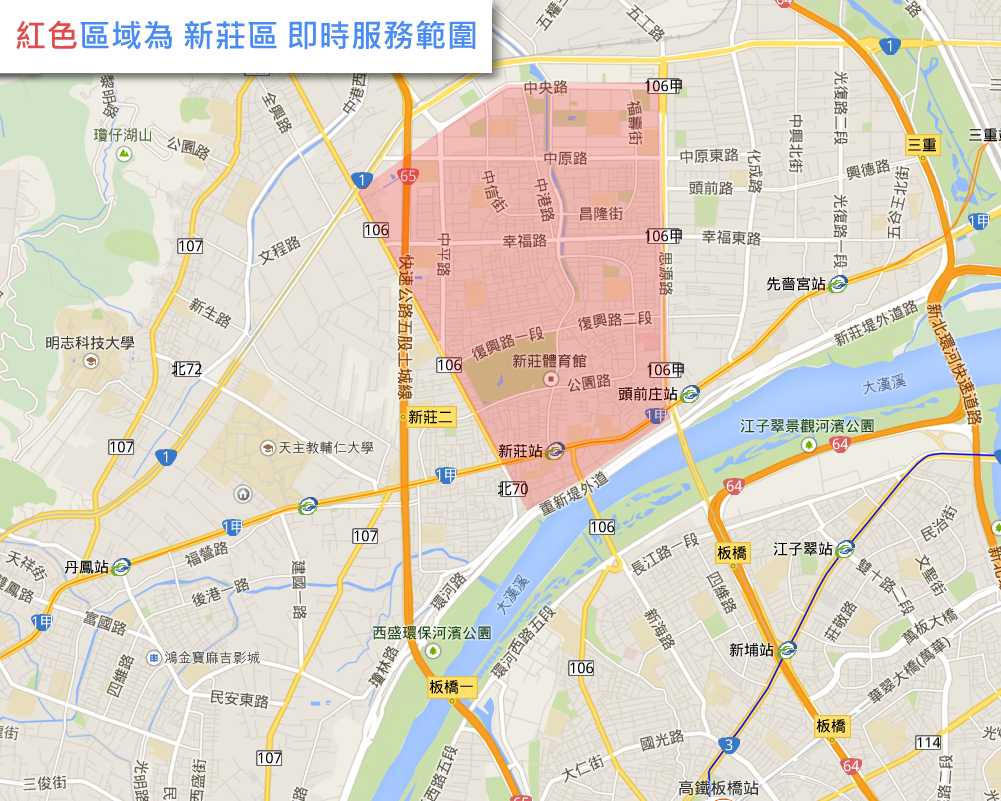 紅色區域為 新莊區 即時服務範圍
五權二
五工路
1
黎明路
全興路
中港西
中央路
106甲
福壽街
光復路二段
中興北街
三重
瓊仔湖山
公園路
中原路
中原東路
化成路
興德路
五谷王北街
1
65
中信街
中港路
頭前路
光復路一段
昌隆街
106
1甲
107
文程路
中平路
幸福路
106甲
幸福東路
思源路
先嗇宮站
快速公路五股土城線
新生路
復興路一段
復興路二段
新莊堤外道路
新北環河快速道路
明志科技大學
北72
106
新莊體育館
公園路
106甲
頭前庄站
大漢溪
新莊二
1甲
江子翠景觀河濱公園
64
107
天主教輔仁大學
1
新莊站
1甲
北70
重新堤外道
64
1甲
106
107
長江路一段
板橋
江子翠站
民治街
天祥街
丹鳳站
福營路
後港一路
建國一路
環河路
大漢溪
四維路
文聖街
雙鳳路
1甲
富國路
新海路
莊敬路
萬板大橋
西盛環保河濱公園
環河西路五段
新埔站
鴻金寶麻吉影城
四維路
瓊林路
106
華翠大橋(萬華)
民安東路
板橋一
板橋
3
國光路
114
107
大仁街
64
三俊街
光明路
高鐵板橋站
65